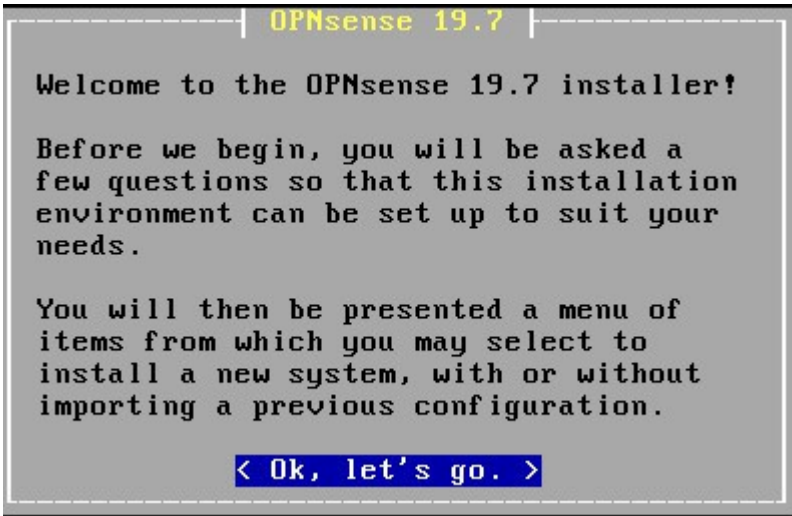 OPNsense 19.7
Welcome to the OPNsense 19.7 installer!
Before we begin, you will be asked a
few questions so that this installation
environment can be set up to suit your
needs.
You will then be presented a menu of
items from which you may select to
install a new system, with or without
importing a previous configuration.
< Ok, let's go. >